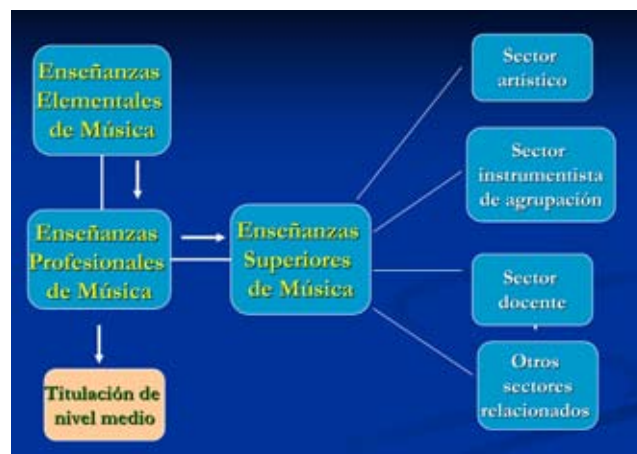 Enseñanzas
Elementales
de Música
Enseñanzas
Profesionales
de Música
Titulación de
nivel medio
Enseñanzas
Superiores
de Música
Sector
artístico
Sector
instrumentista
de agrupación
Sector
docente
Otros
sectores
relacionados